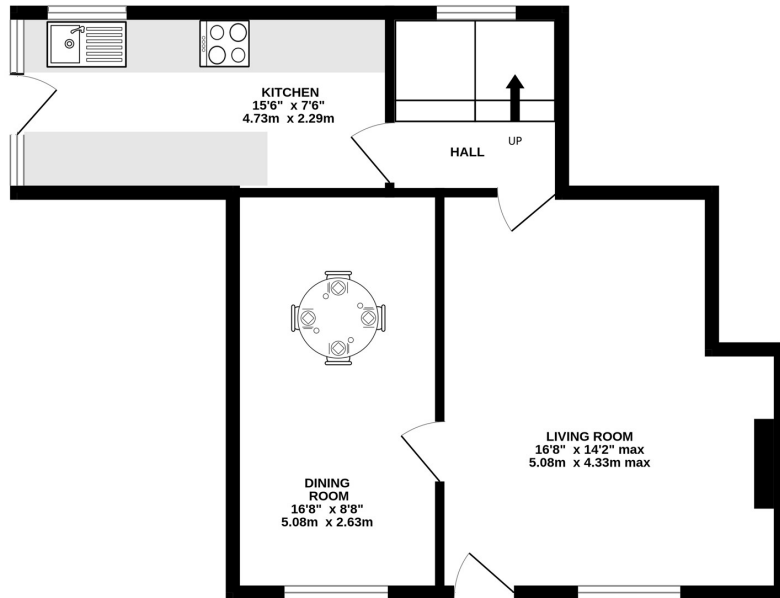 KITCHEN
15'6" x 7'6"
4.73m x 2.29m
HALL
UP
LIVING ROOM
16'8" x 14'2" max
5.08m x 4.33m max
DINING
ROOM
16'8" x 8'8"
5.08m x 2.63m